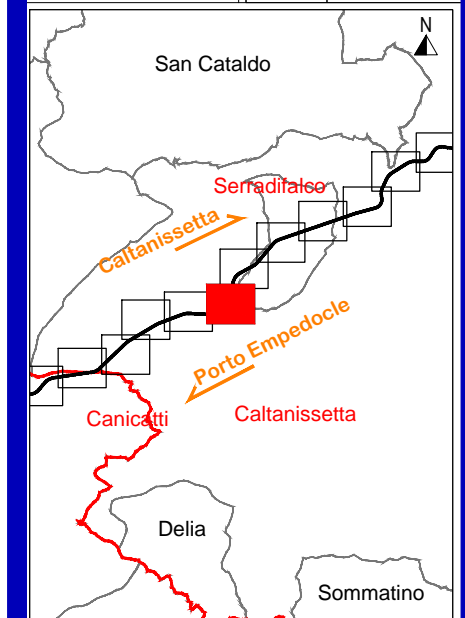 N
San Cataldo
Serradifalco
Caltanissetta
Porto Empedocle
Canicatti
Caltanissetta
Delia
Sommatino